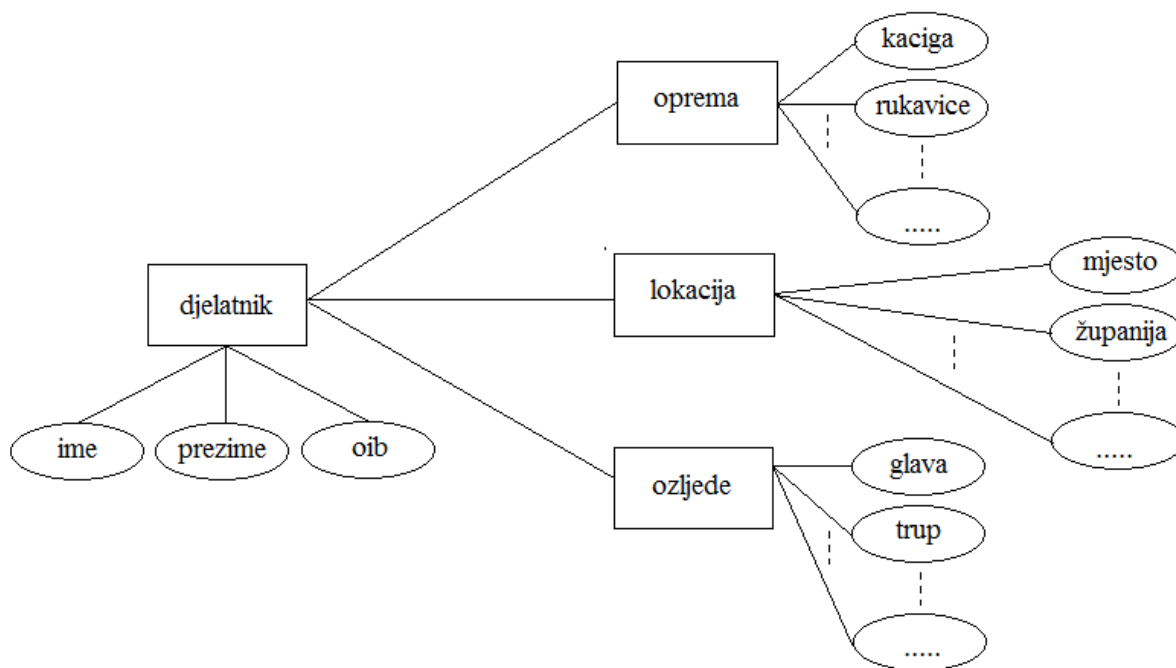 kaciga
oprema
rukavice
.....
mjesto
lokacija
djelatnik
županija
.....
ime
prezime
oib
glava
ozljede
trup
.....